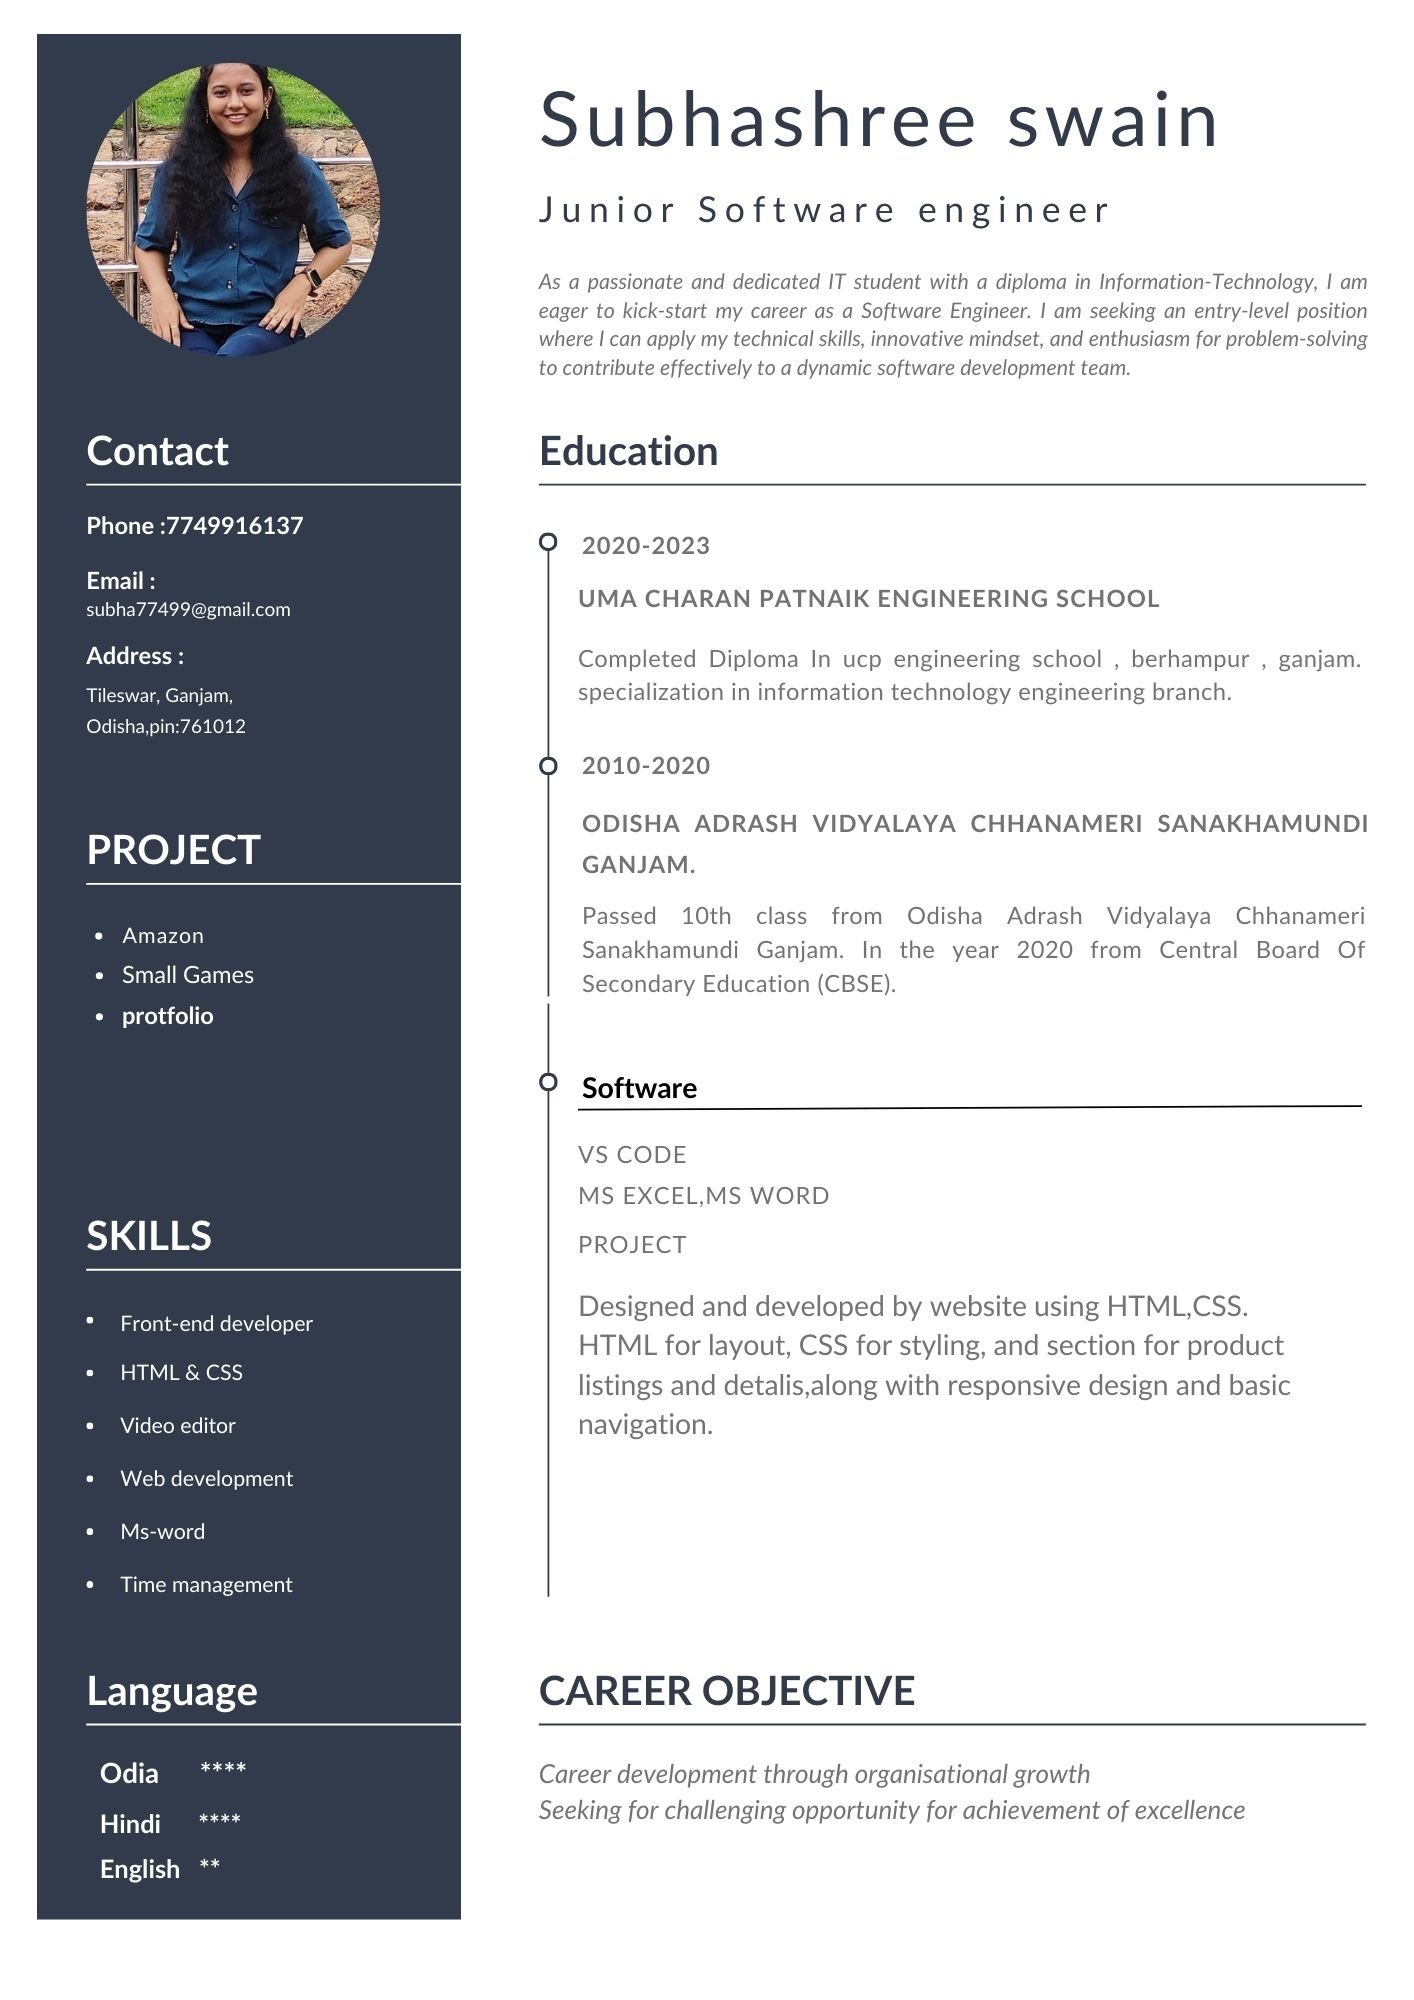 Subhashree swain
Junior Software engineer
As a passionate and dedicated IT student with a diploma in Information-Technology, I am
eager to kick-start my career as a Software Engineer. I am seeking an entry-level position
where I can apply my technical skills, innovative mindset, and enthusiasm for problem-solving
to contribute effectively to a dynamic software development team.
Contact
Phone :7749916137
Email :
subha77499@gmail.com
Address :
Tileswar, Ganjam,
Odisha,pin:761012
PROJECT
• Amazon
• Small Games
• protfolio
SKILLS
• Front-end developer
• HTML & CSS
• Video editor
• Web development
• Ms-word
• Time management
Language
Odia ****
Hindi ****
English **
Education
2020-2023
UMA CHARAN PATNAIK ENGINEERING SCHOOL
Completed Diploma In ucp engineering school , berhampur , ganjam.
specialization in information technology engineering branch.
2010-2020
ODISHA ADRASH VIDYALAYA CHHANAMERI SANAKHAMUNDI
GANJAM.
Passed 10th class from Odisha Adrash Vidyalaya Chhanameri
Sanakhamundi Ganjam. In the year 2020 from Central Board Of
Secondary Education (CBSE).
Software
VS CODE
MS EXCEL,MS WORD
PROJECT
Designed and developed by website using HTML,CSS.
HTML for layout, CSS for styling, and section for product
listings and detalis,along with responsive design and basic
navigation.
CAREER OBJECTIVE
Career development through organisational growth
Seeking for challenging opportunity for achievement of excellence